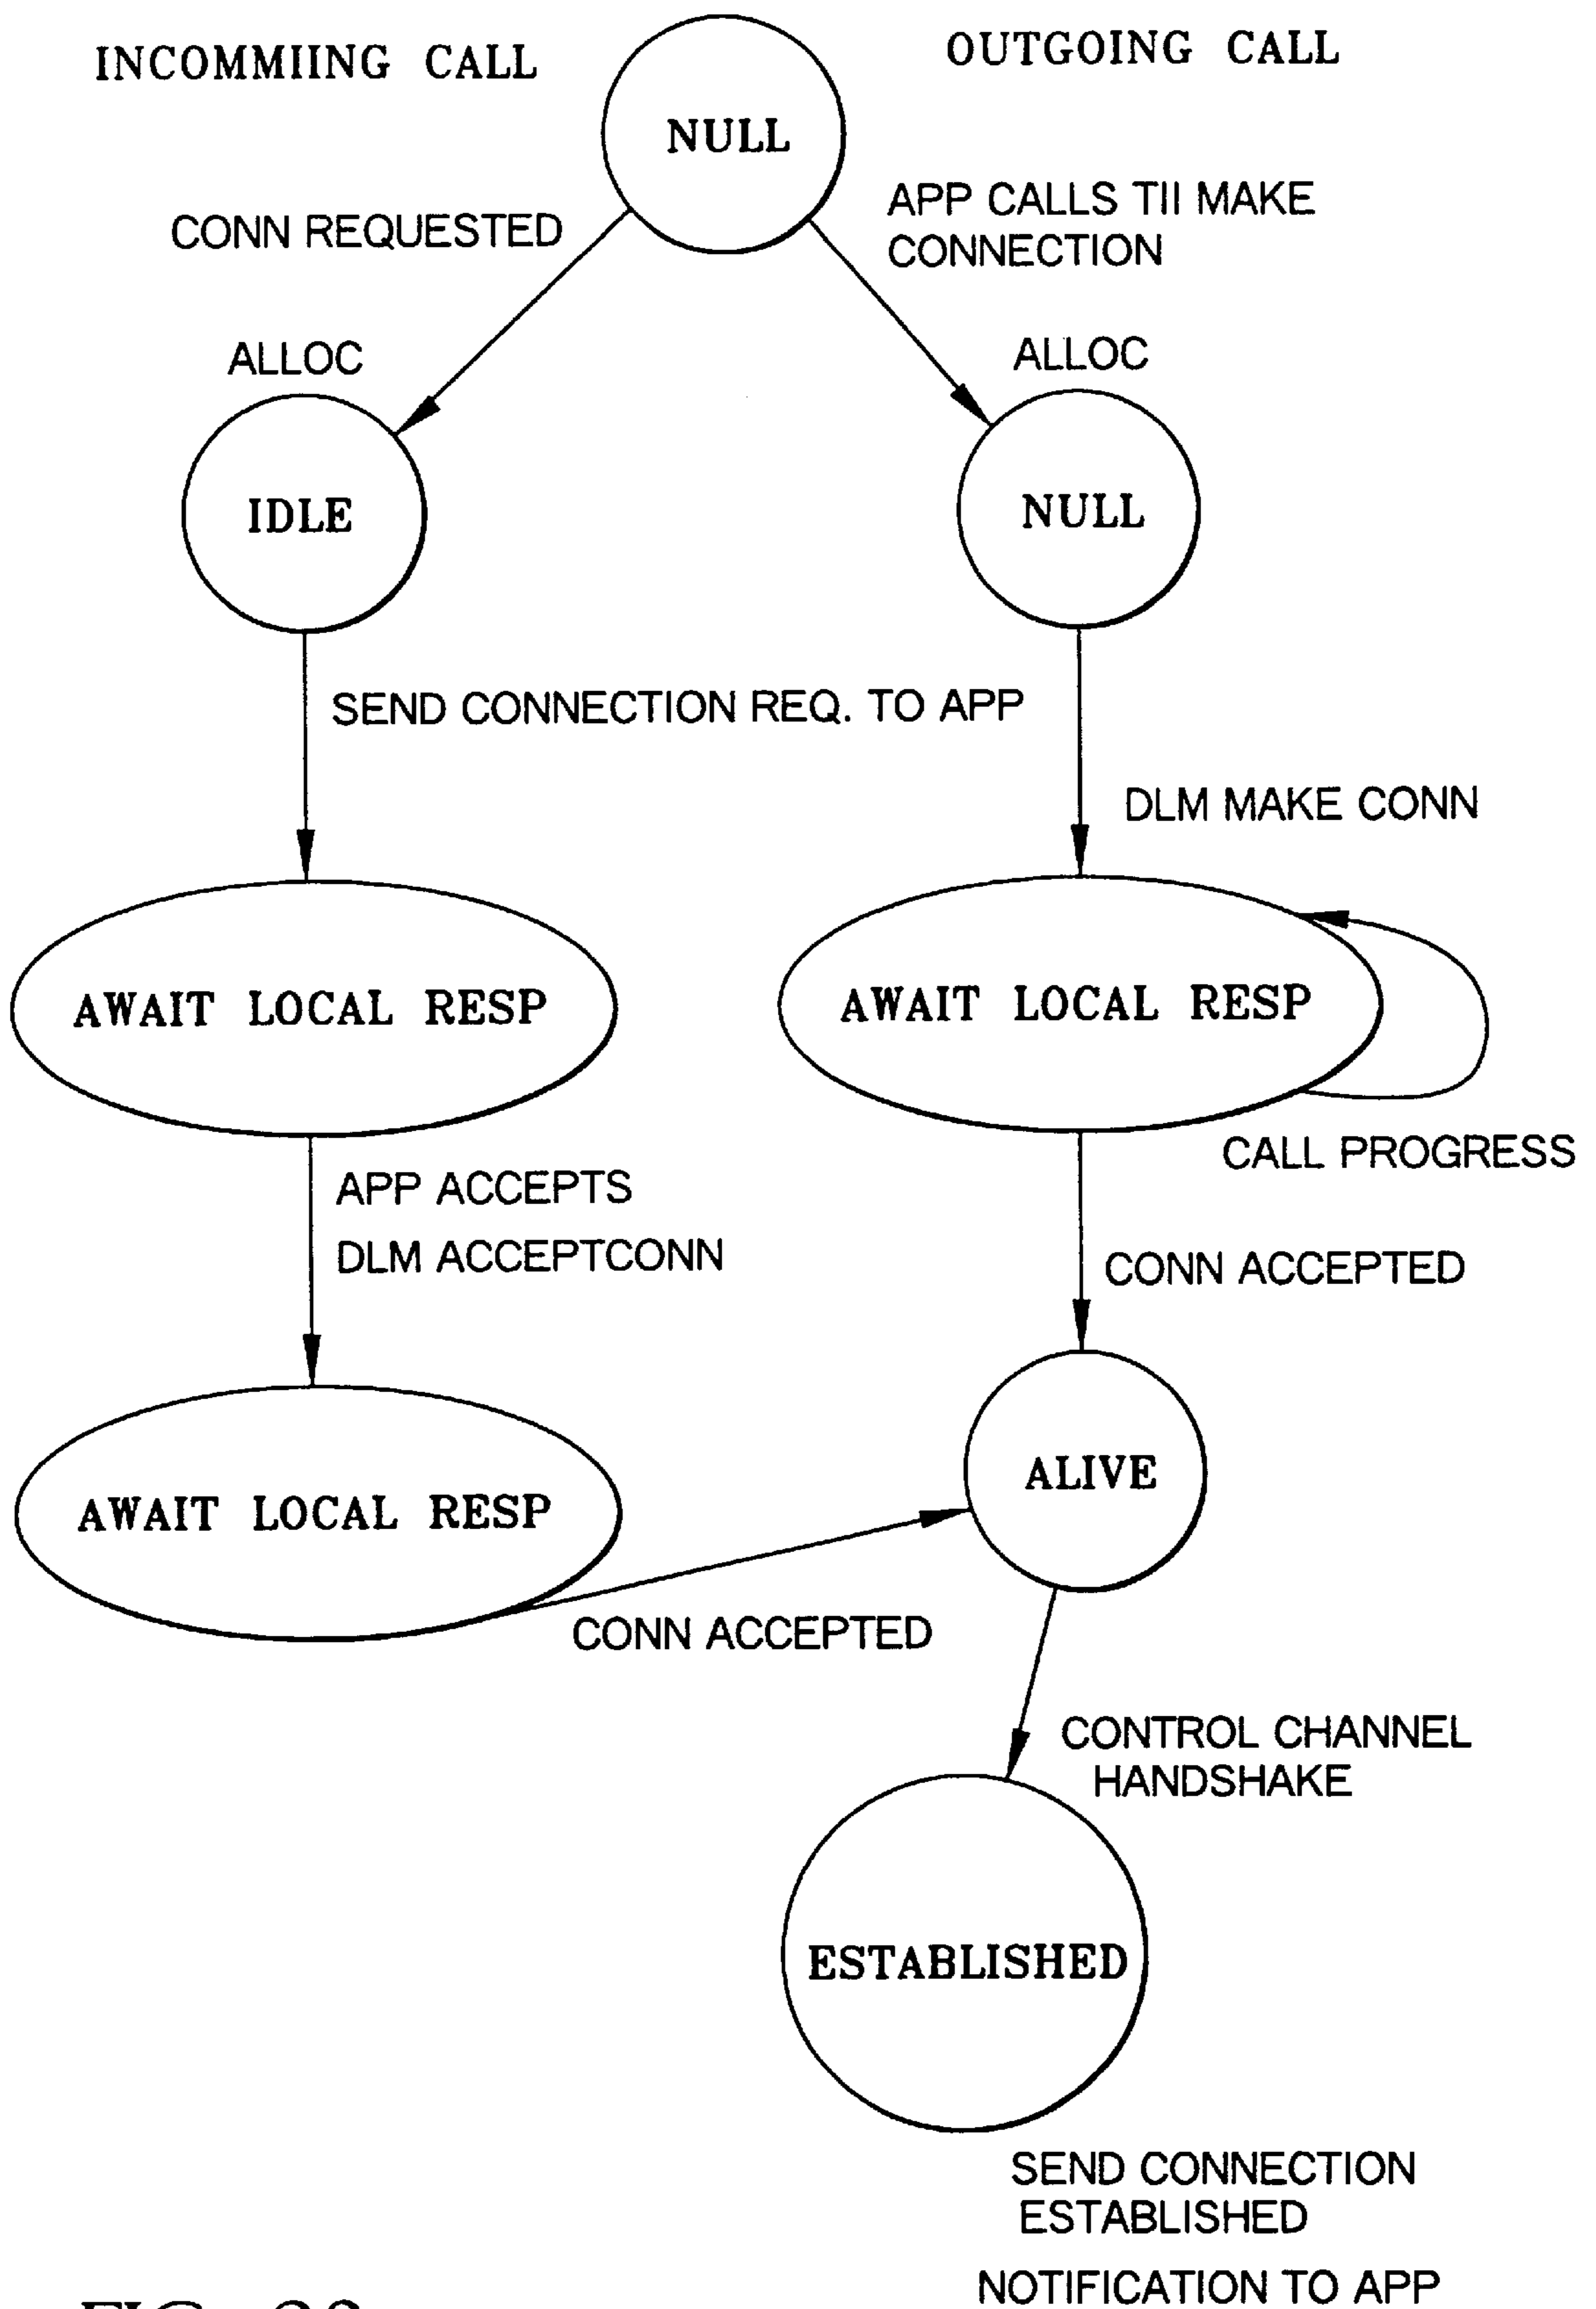 INCOMMIING CALL
OUTGOING CALL
NULL
CONN REQUESTED
APP CALLS TII MAKE
CONNECTION
ALLOC
ALLOC
IDLE
NULL
SEND CONNECTION REQ. TO APP
DLM MAKE CONN
AWAIT LOCAL RESP
AWAIT LOCAL RESP
CALL PROGRESS
APP ACCEPTS
DLM ACCEPTCONN
CONN ACCEPTED
ALIVE
AWAIT LOCAL RESP
CONN ACCEPTED
CONTROL CHANNEL
HANDSHAKE
ESTABLISHED
SEND CONNECTION
ESTABLISHED
NOTIFICATION TO APP